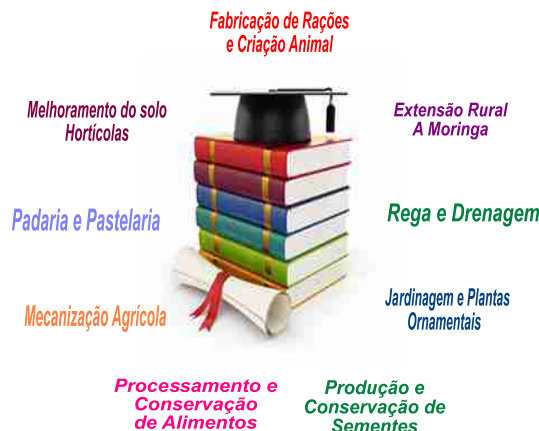 Fabricação de Rações
e Criação Animal
Melhoramento do solo
Hortícolas
Extensão Rural
A Moringa
Padaria e Pastelaria
Rega e Drenagem
Mecanização Agrícola
Jardinagem e Plantas
Ornamentais
Processamento e
Conservação
de Alimentos
Produção e
Conservação de
Sementes